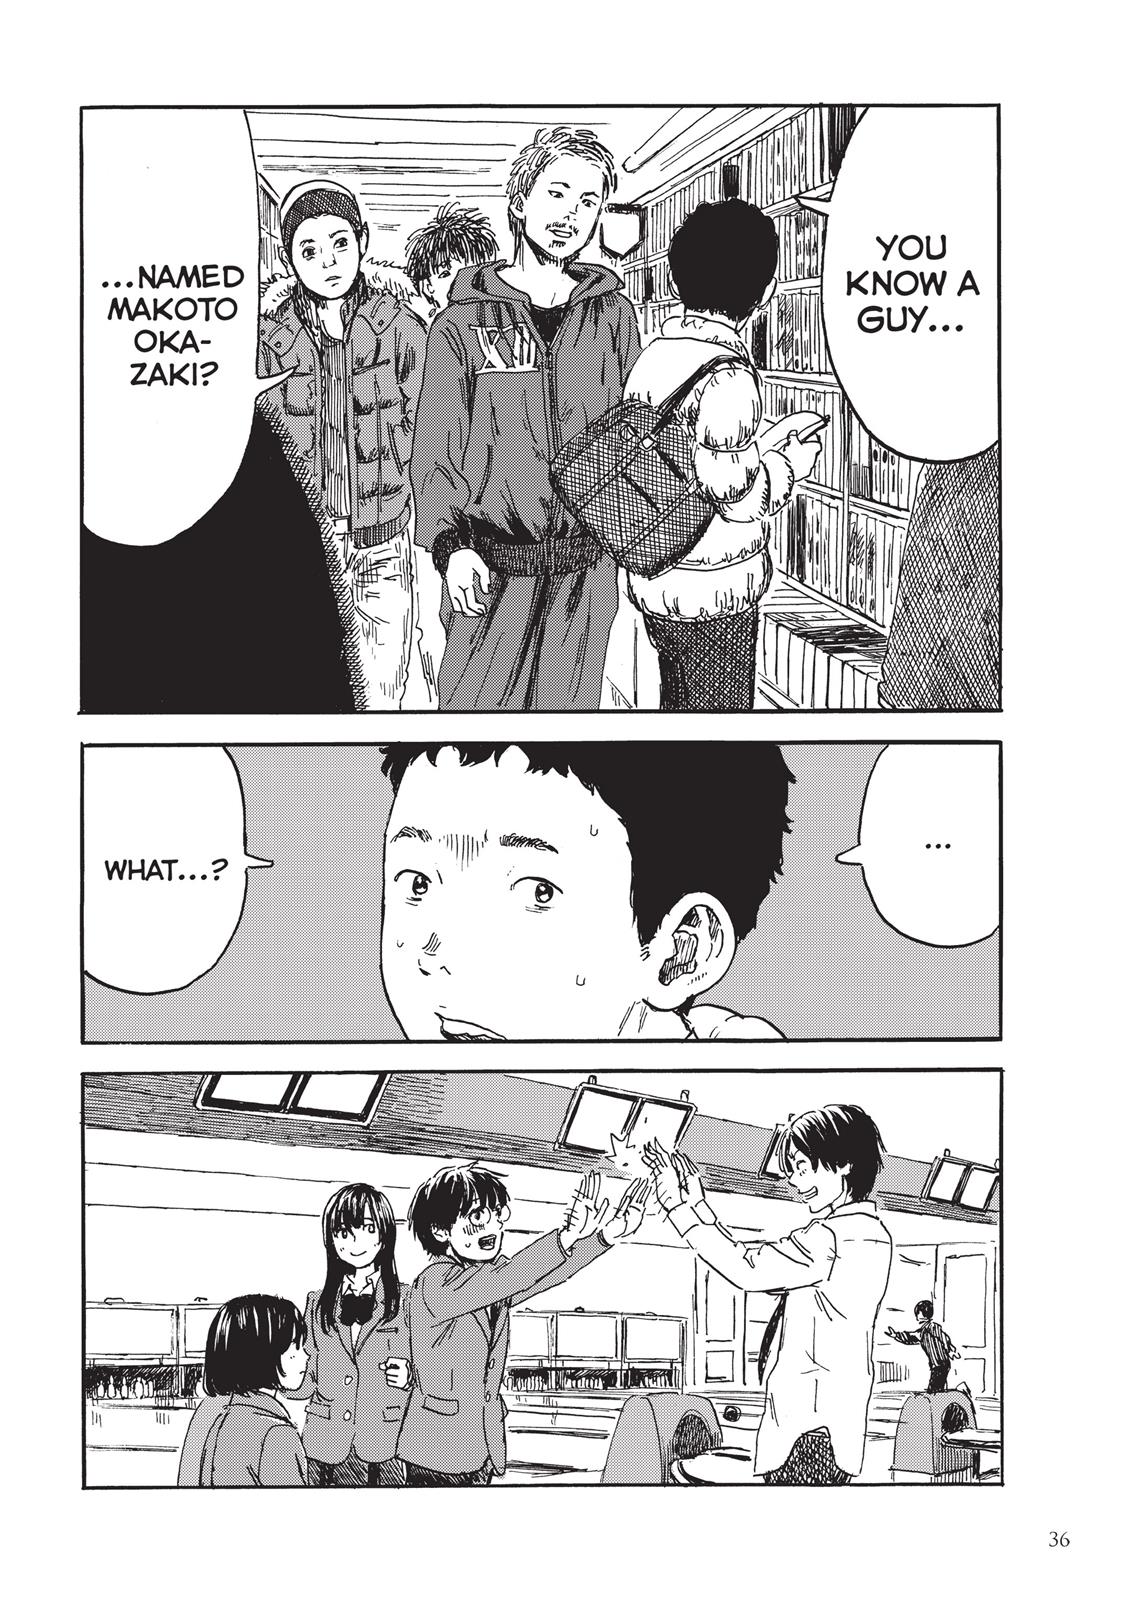 YOU
KNOW A
GUY...
...NAMED
MAKOTO
OKA-
ZAKI?
...
WHAT...?
36